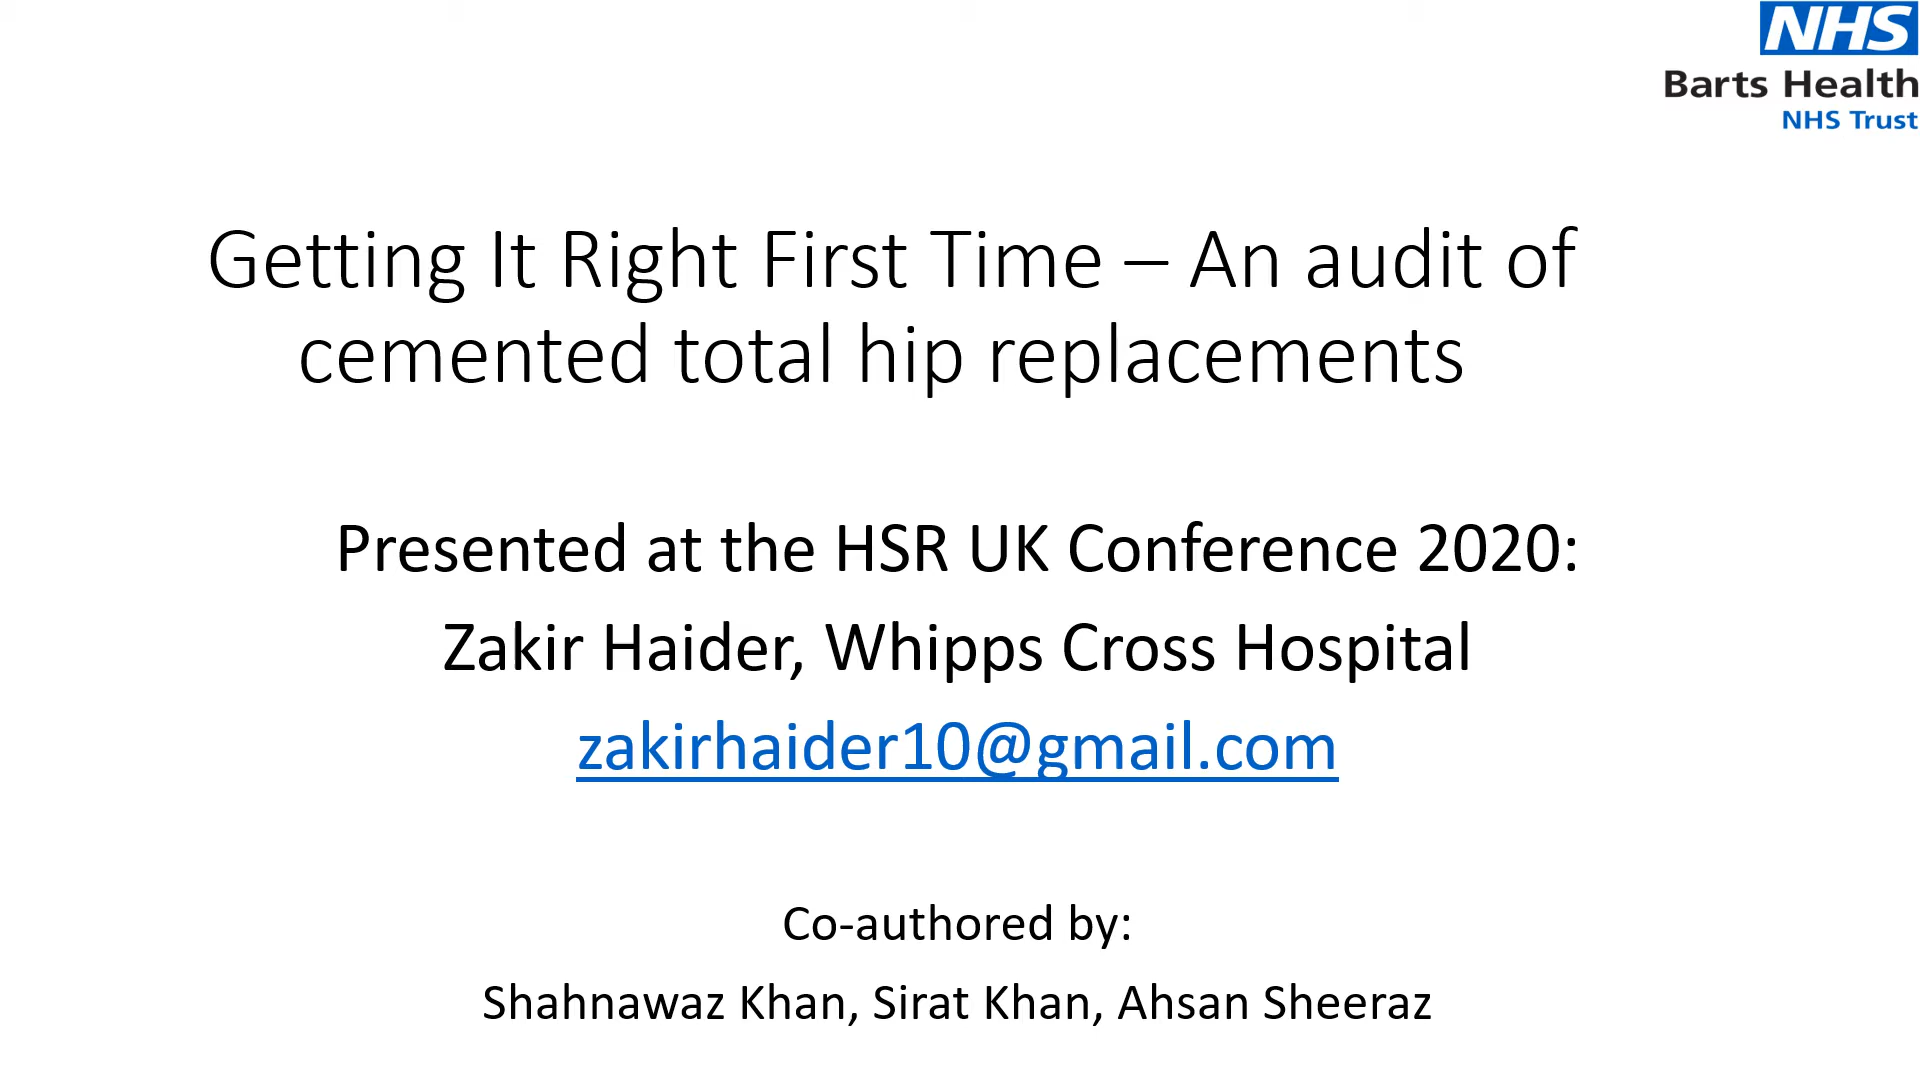 NHS
Barts Health
NHS Trust
Getting It Right First Time – An audit of
cemented total hip replacements
Presented at the HSR UK Conference 2020:
Zakir Haider, Whipps Cross Hospital
zakirhaider10@gmail.com
Co-authored by:
Shahnawaz Khan, Sirat Khan, Ahsan Sheeraz